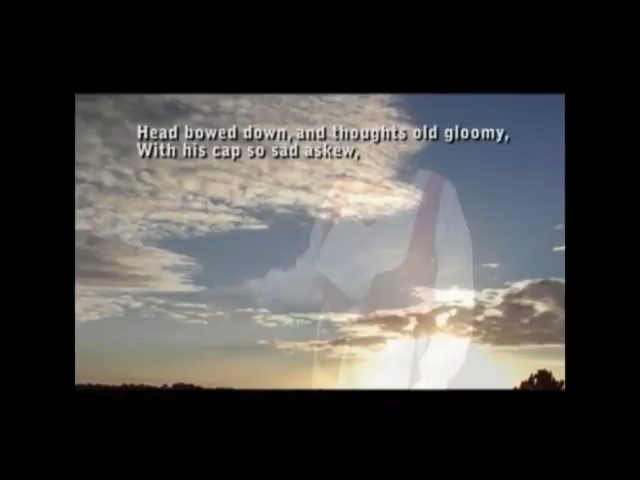 Head bowed down, and thoughts old gloomy,
With his cap so sad askew,